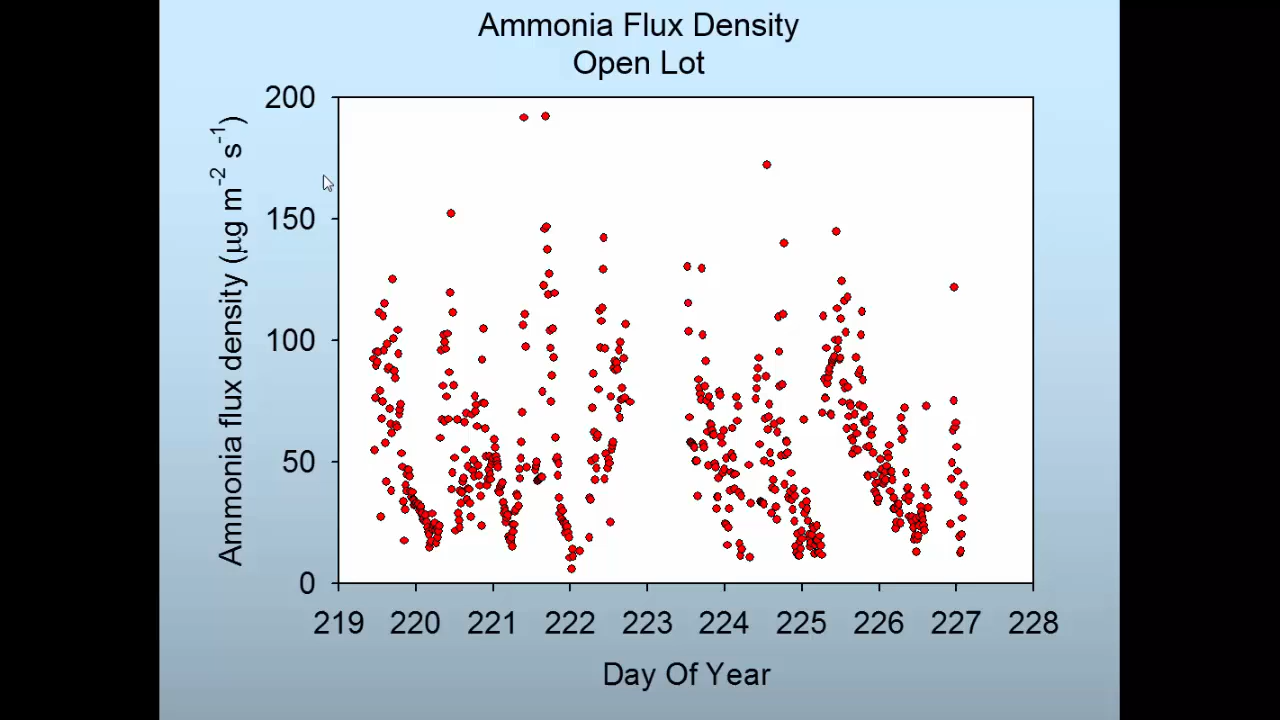 Ammonia Flux Density
Open Lot
Ammonia flux density (µg m⁻² s⁻¹)
200
150
100
50
0
219 220 221 222 223 224 225 226 227 228
Day Of Year